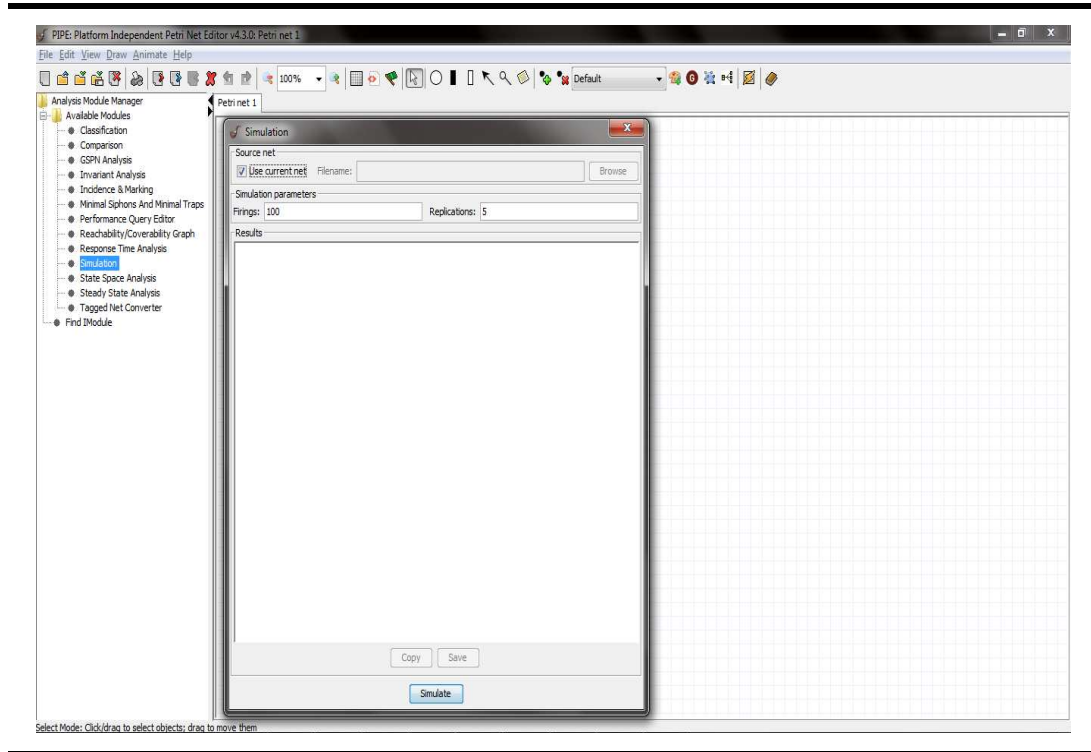 PIPE: Platform Independent Petri Net Editor v4.3.0: Petri net 1
File Edit View Draw Animate Help
100%
Default
Analysis Module Manager
Available Modules
Classification
Comparison
GSPN Analysis
Invariant Analysis
Incidence & Marking
Minimal Siphons And Minimal Traps
Performance Query Editor
Reachability/Coverability Graph
Response Time Analysis
Simulation
State Space Analysis
Steady State Analysis
Tagged Net Converter
Find IModule
Petri net 1
Simulation
Source net
Use current net Filename: Browse
Simulation parameters
Firings: 100 Replications: 5
Results
Copy Save
Simulate
Select Mode: Click/drag to select objects; drag to move them